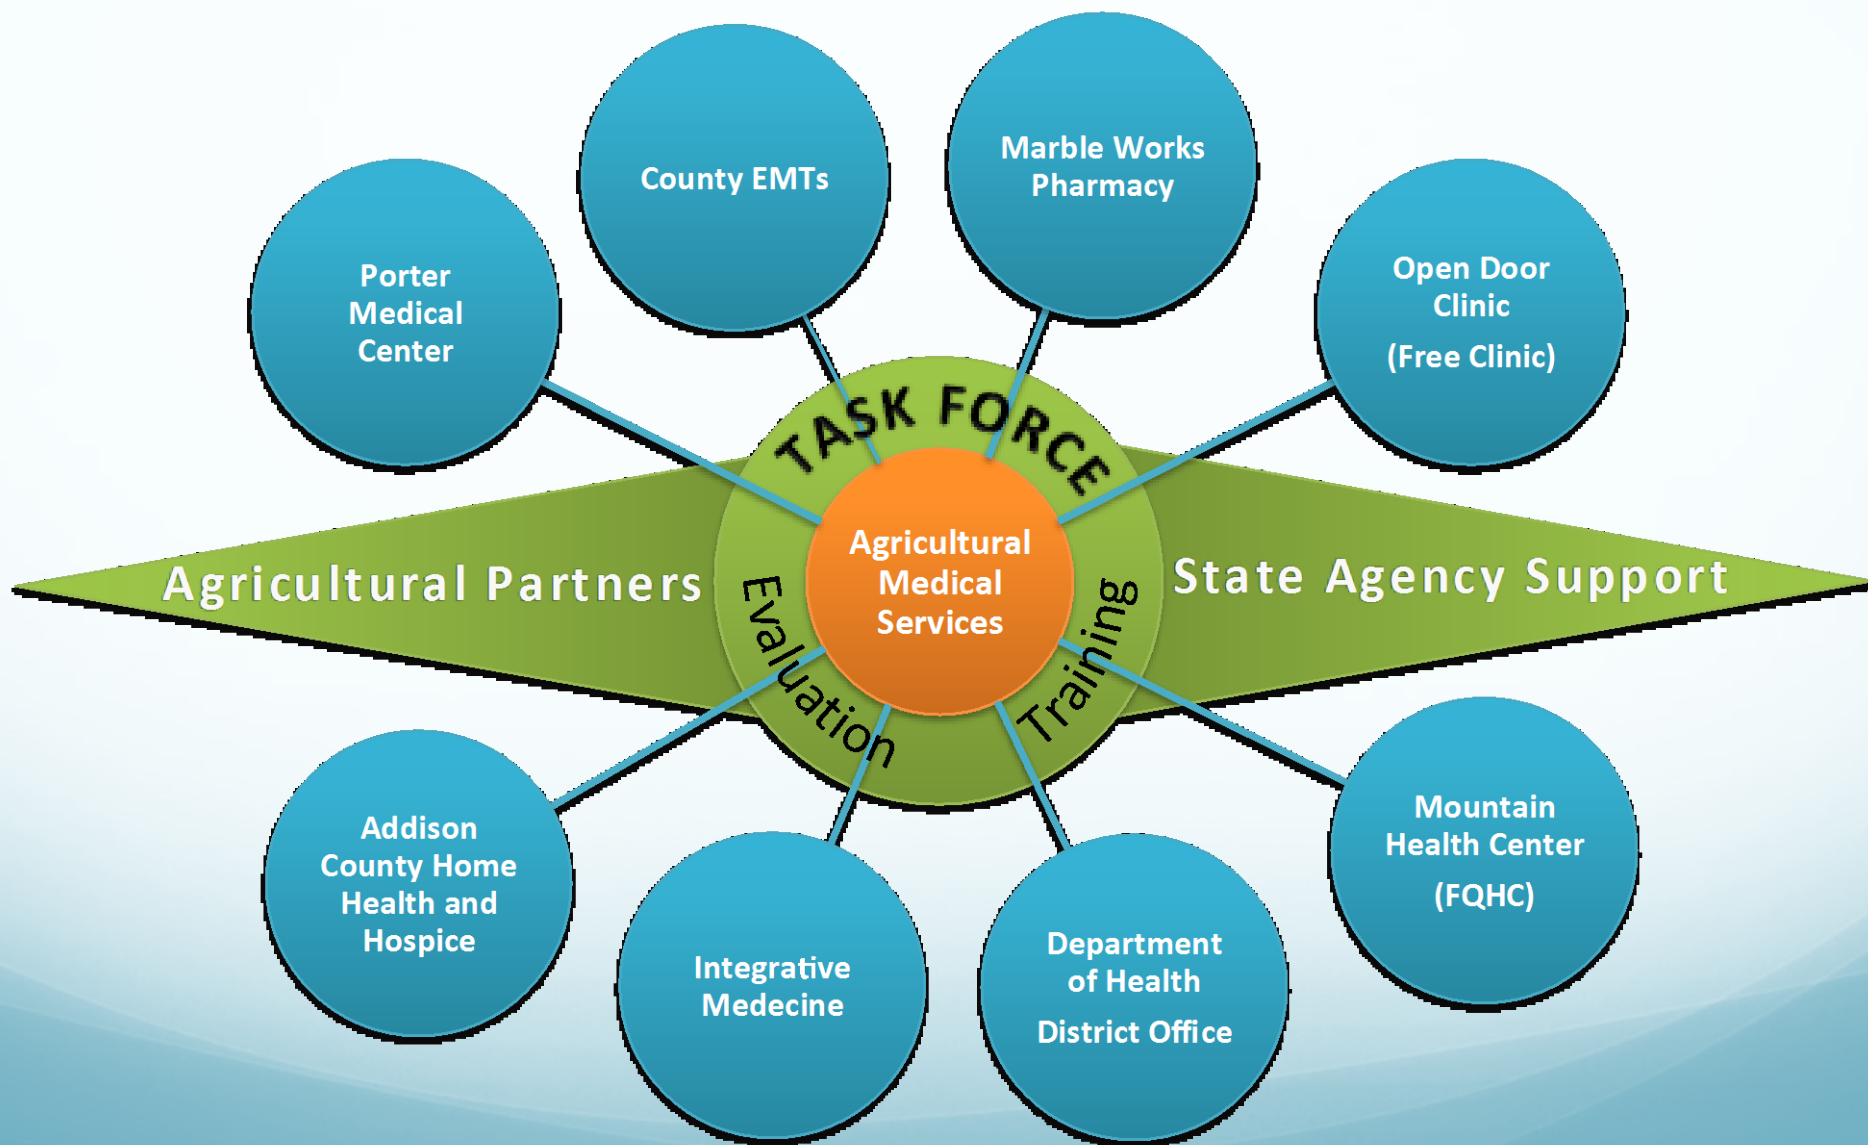 County EMTs
Marble Works
Pharmacy
Porter
Medical
Center
Open Door
Clinic
(Free Clinic)
TASK FORCE
Agricultural Partners
Agricultural
Medical
Services
State Agency Support
Evaluation
Training
Addison
County Home
Health and
Hospice
Integrative
Medecine
Department
of Health
District Office
Mountain
Health Center
(FQHC)